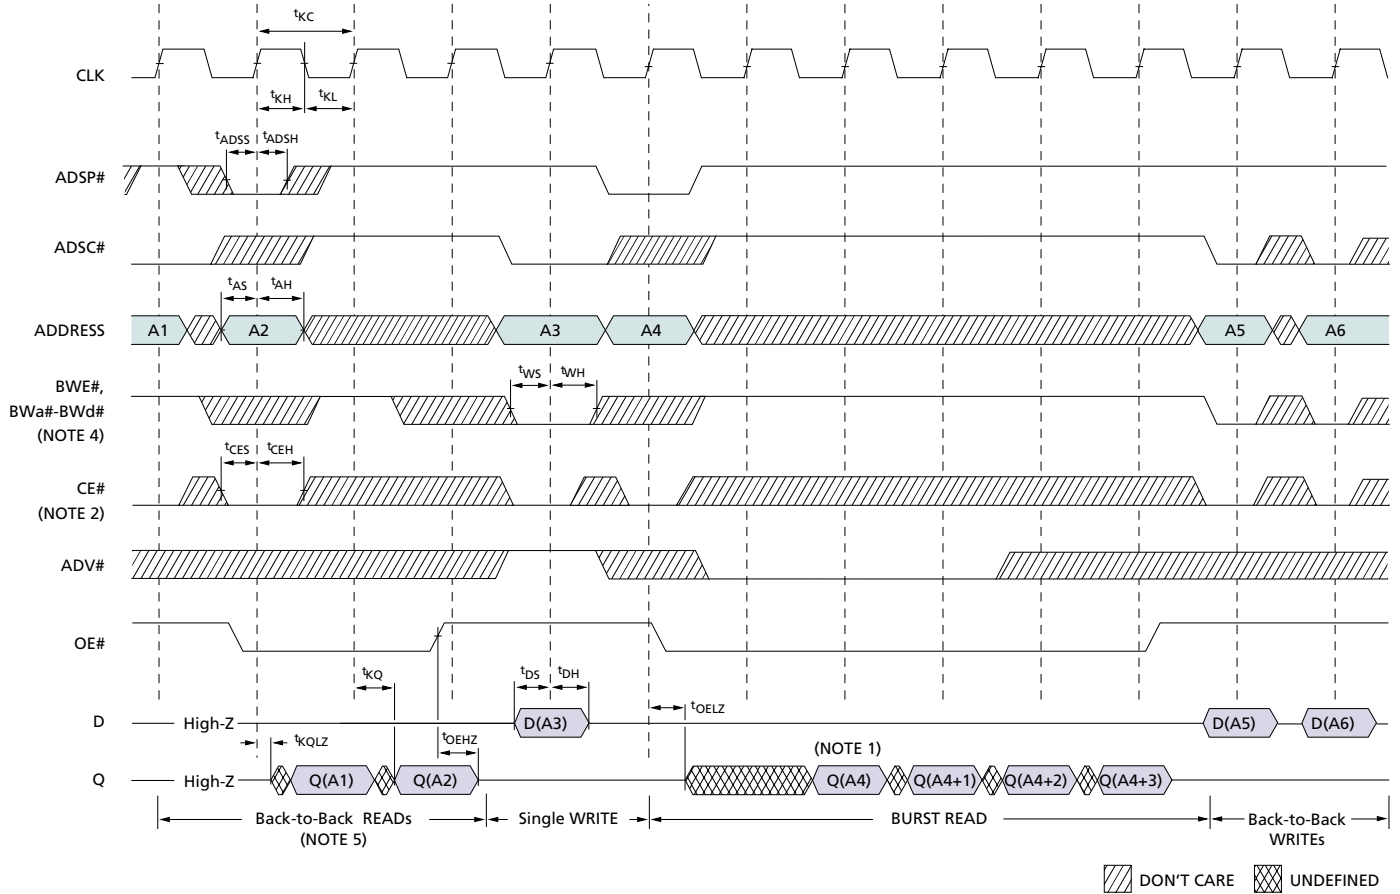 tKC
CLK
tKH
tKL
tADSS
tADSH
ADSP#
ADSC#
tAS
tAH
ADDRESS
A1
A2
A3
A4
A5
A6
BWE#,
BWa#-BWd#
(NOTE 4)
tWS
tWH
tCES
tCEH
CE#
(NOTE 2)
ADV#
OE#
tKQ
tDS
tDH
tOELZ
D
High-Z
D(A3)
D(A5)
D(A6)
tKQLZ
tOEHZ
(NOTE 1)
Q
High-Z
Q(A1)
Q(A2)
Q(A4)
Q(A4+1)
Q(A4+2)
Q(A4+3)
Back-to-Back READs
(NOTE 5)
Single WRITE
BURST READ
Back-to-Back
WRITEs
DON'T CARE
UNDEFINED